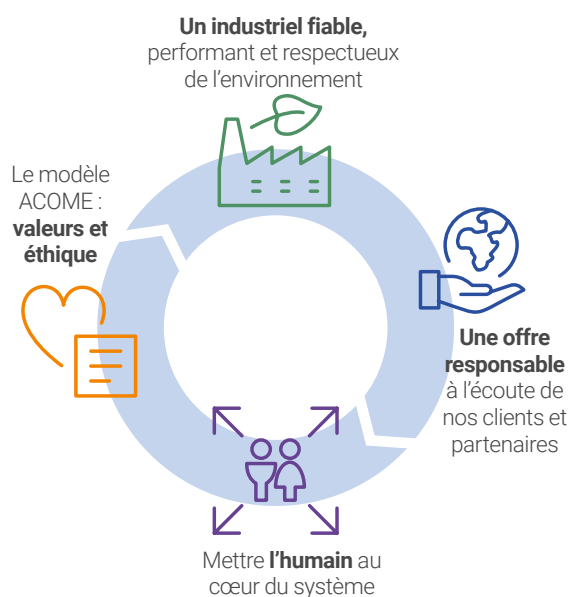 Un industriel fiable,
performant et respectueux
de l'environnement
Le modèle
ACOME :
valeurs et
éthique
Une offre
responsable
à l'écoute de
nos clients et
partenaires
Mettre l'humain au
cœur du système